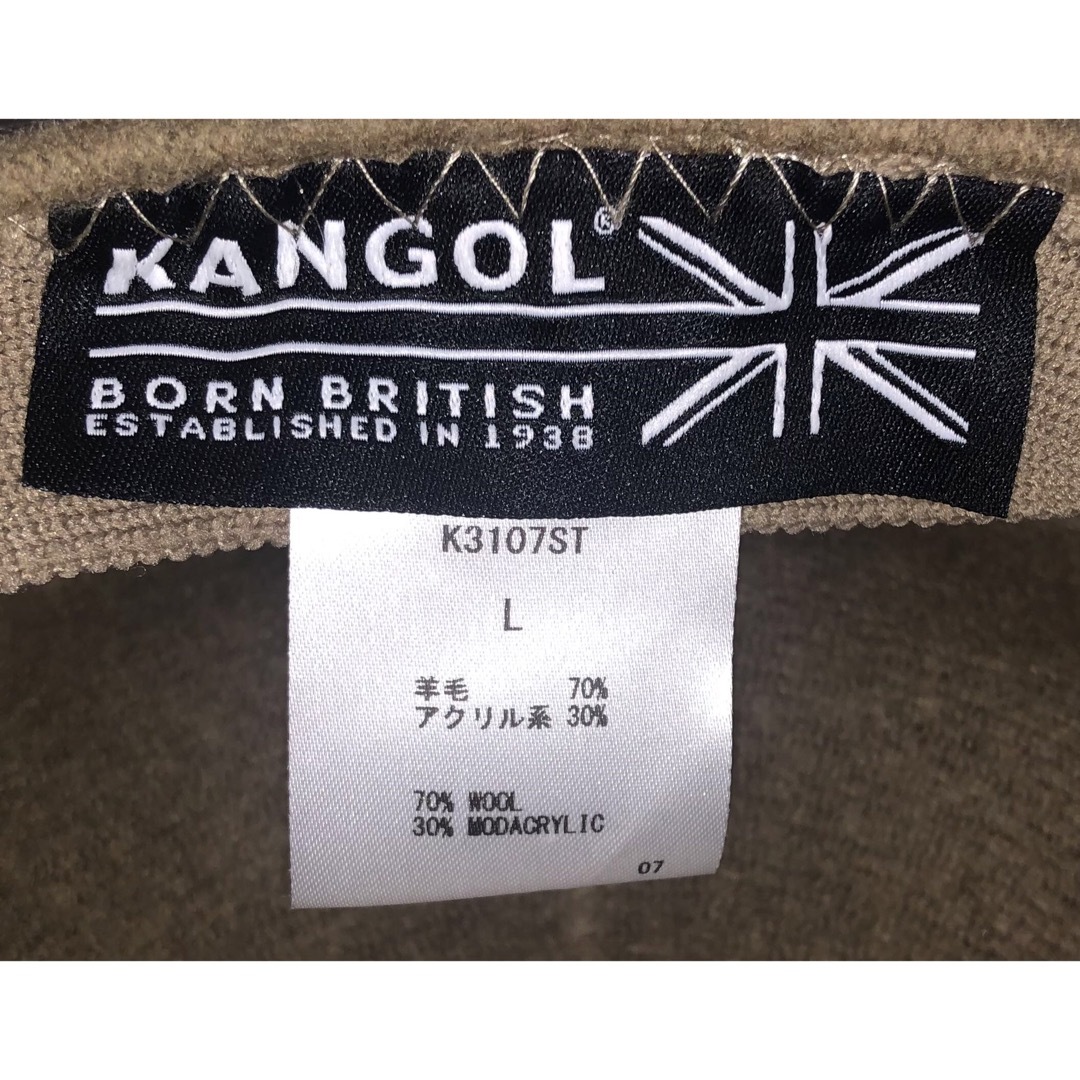 KANGOL®
BORN BRITISH
ESTABLISHED IN 1938
K3107ST
L
羊毛 70%
アクリル系 30%
70% WOOL
30% MODACRYLIC
07